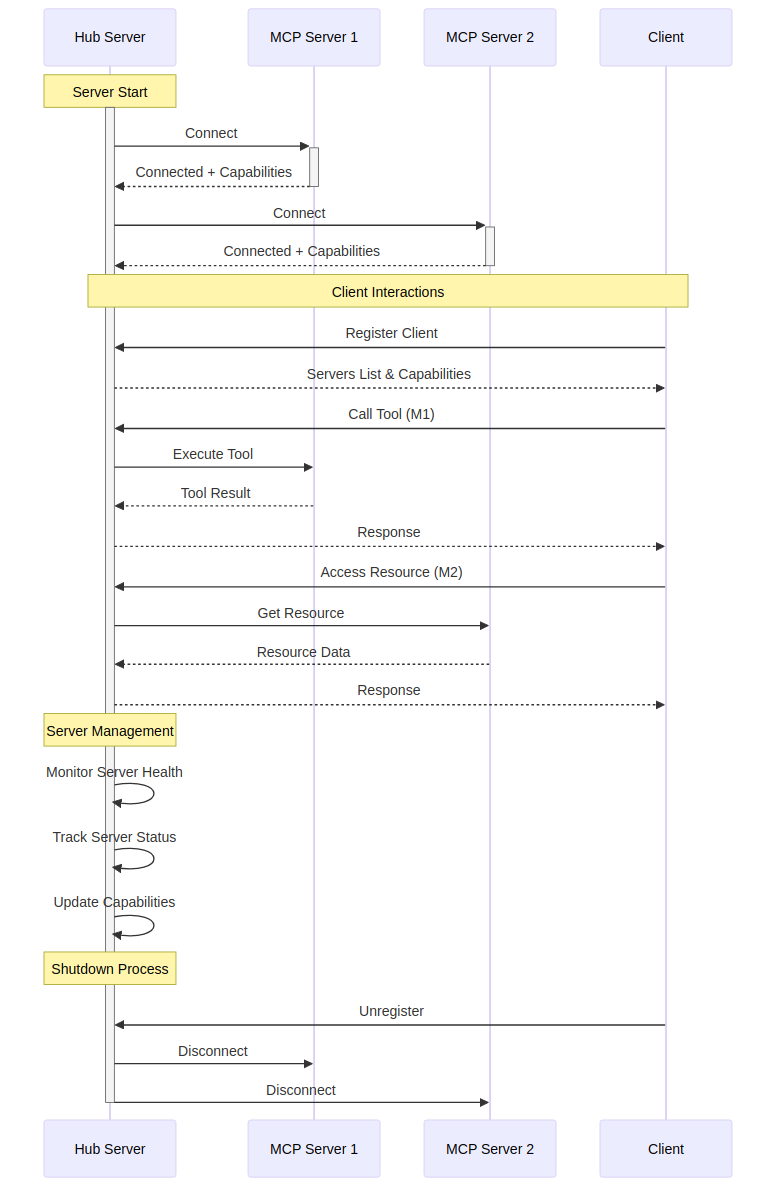 Hub Server
MCP Server 1
MCP Server 2
Client
Server Start
Connect
Connected + Capabilities
Connect
Connected + Capabilities
Client Interactions
Register Client
Servers List & Capabilities
Call Tool (M1)
Execute Tool
Tool Result
Response
Access Resource (M2)
Get Resource
Resource Data
Response
Server Management
Monitor Server Health
Track Server Status
Update Capabilities
Shutdown Process
Unregister
Disconnect
Disconnect
Hub Server
MCP Server 1
MCP Server 2
Client